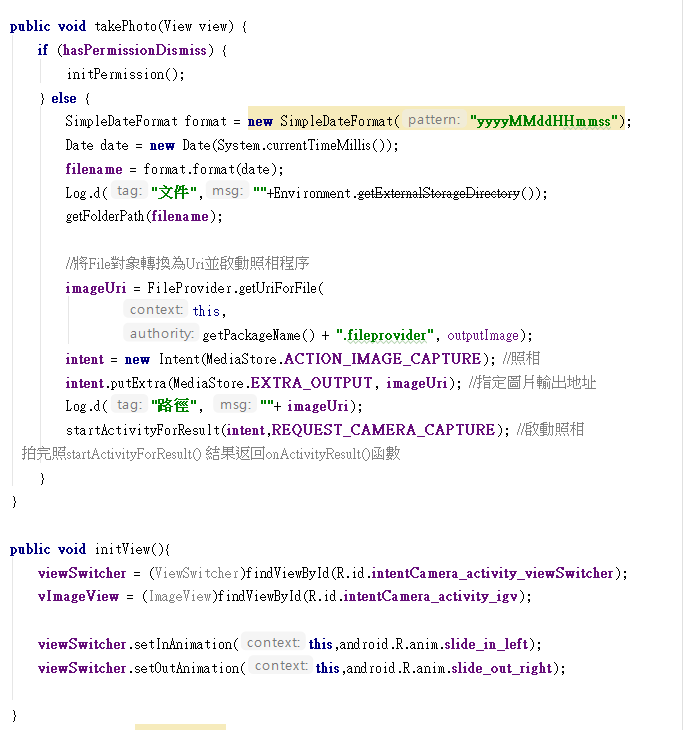 public void takePhoto(View view) {
if (hasPermissionDismiss) {
initPermission();
} else {
SimpleDateFormat format = new SimpleDateFormat( pattern: "yyyyMMddHHmmss");
Date date = new Date(System.currentTimeMillis());
filename = format.format(date);
Log.d( tag: "文件", msg: ""+Environment.getExternalStorageDirectory());
getFolderPath(filename);
//將File對象轉換為Uri並啟動照相程序
imageUri = FileProvider.getUriForFile(
context: this,
authority: getPackageName() + ".fileprovider", outputImage);
intent = new Intent(MediaStore.ACTION_IMAGE_CAPTURE); //照相
intent.putExtra(MediaStore.EXTRA_OUTPUT, imageUri); //指定圖片輸出地址
Log.d( tag: "路徑", msg: ""+ imageUri);
startActivityForResult(intent,REQUEST_CAMERA_CAPTURE); //啟動照相
拍完照startActivityForResult() 結果返回onActivityResult()函數
}
}
public void initView(){
viewSwitcher = (ViewSwitcher)findViewById(R.id.intentCamera_activity_viewSwitcher);
vImageView = (ImageView)findViewById(R.id.intentCamera_activity_igv);
viewSwitcher.setInAnimation( context: this,android.R.anim.slide_in_left);
viewSwitcher.setOutAnimation( context: this,android.R.anim.slide_out_right);
}